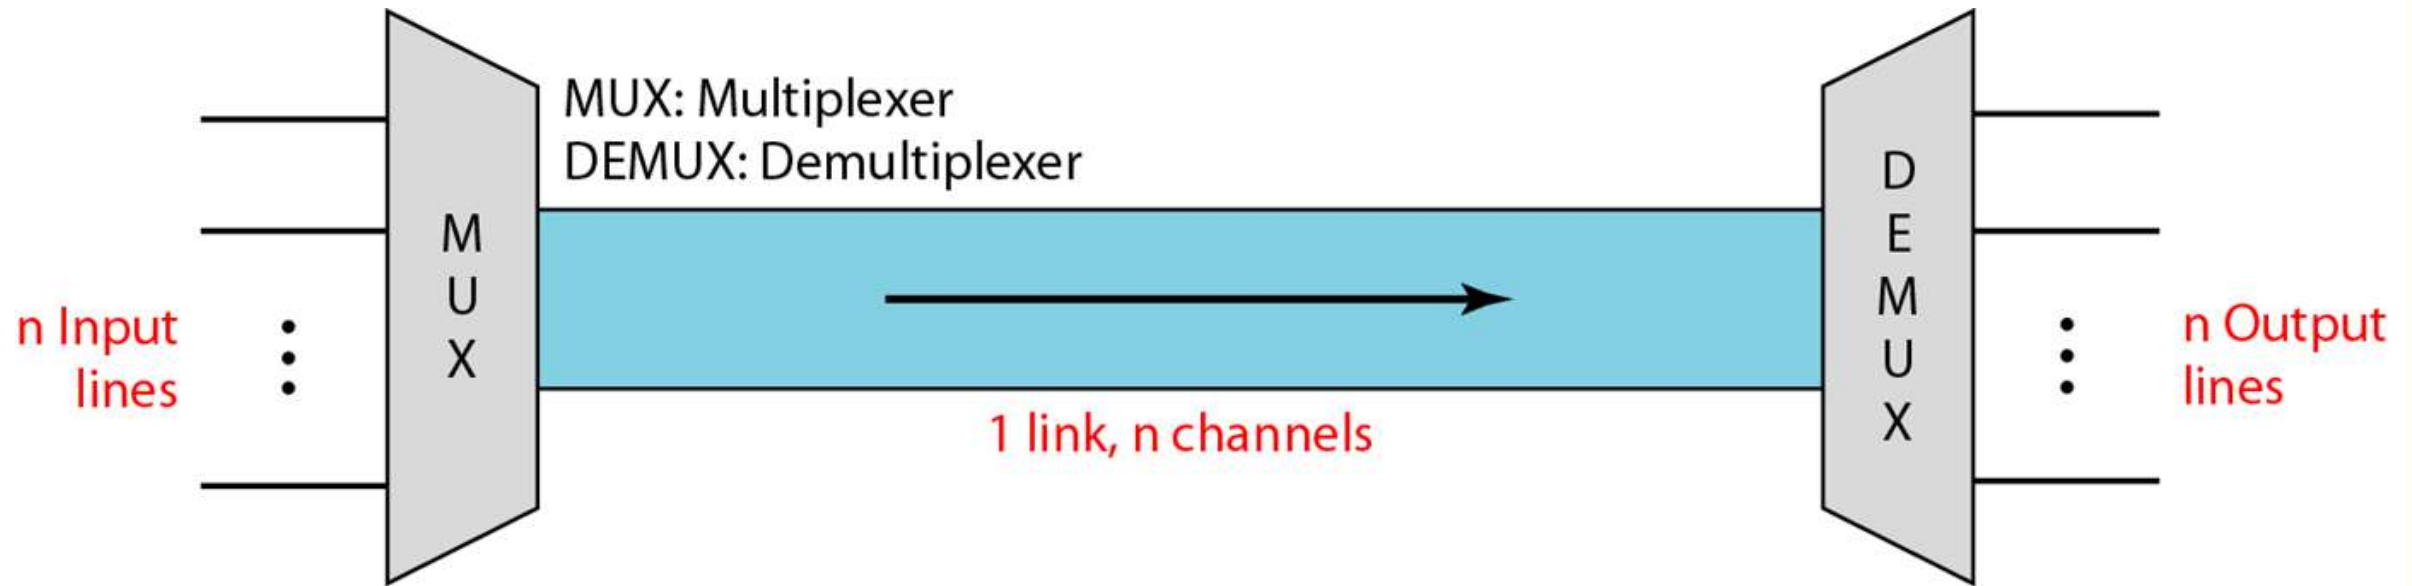 MUX: Multiplexer
DEMUX: Demultiplexer
M
U
X
D
E
M
U
X
n Input
lines
n Output
lines
1 link, n channels